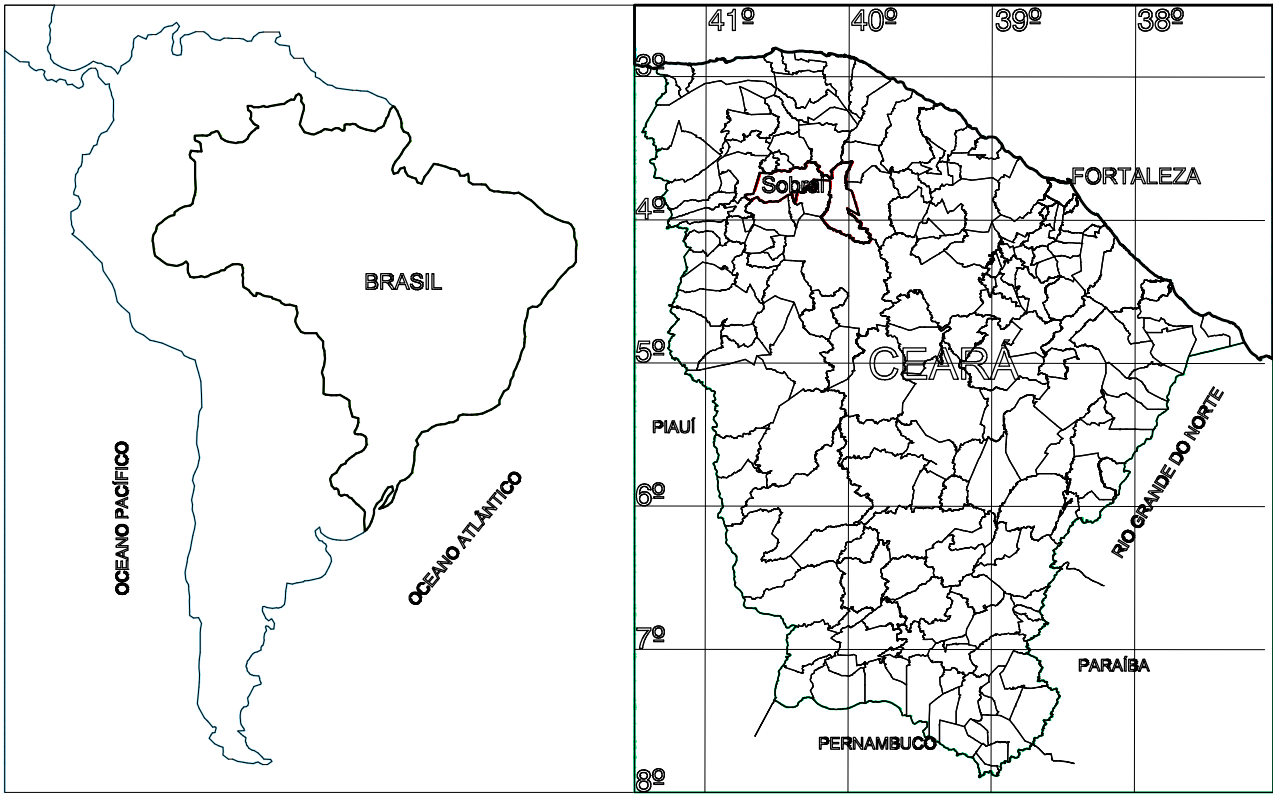 BRASIL
OCEANO PACÍFICO
OCEANO ATLÂNTICO
41º 40º 39º 38º
3º
FORTALEZA
Sobral
4º
5º
CEARÁ
PIAUÍ
RIO GRANDE DO NORTE
6º
7º
PARAÍBA
PERNAMBUCO
8º